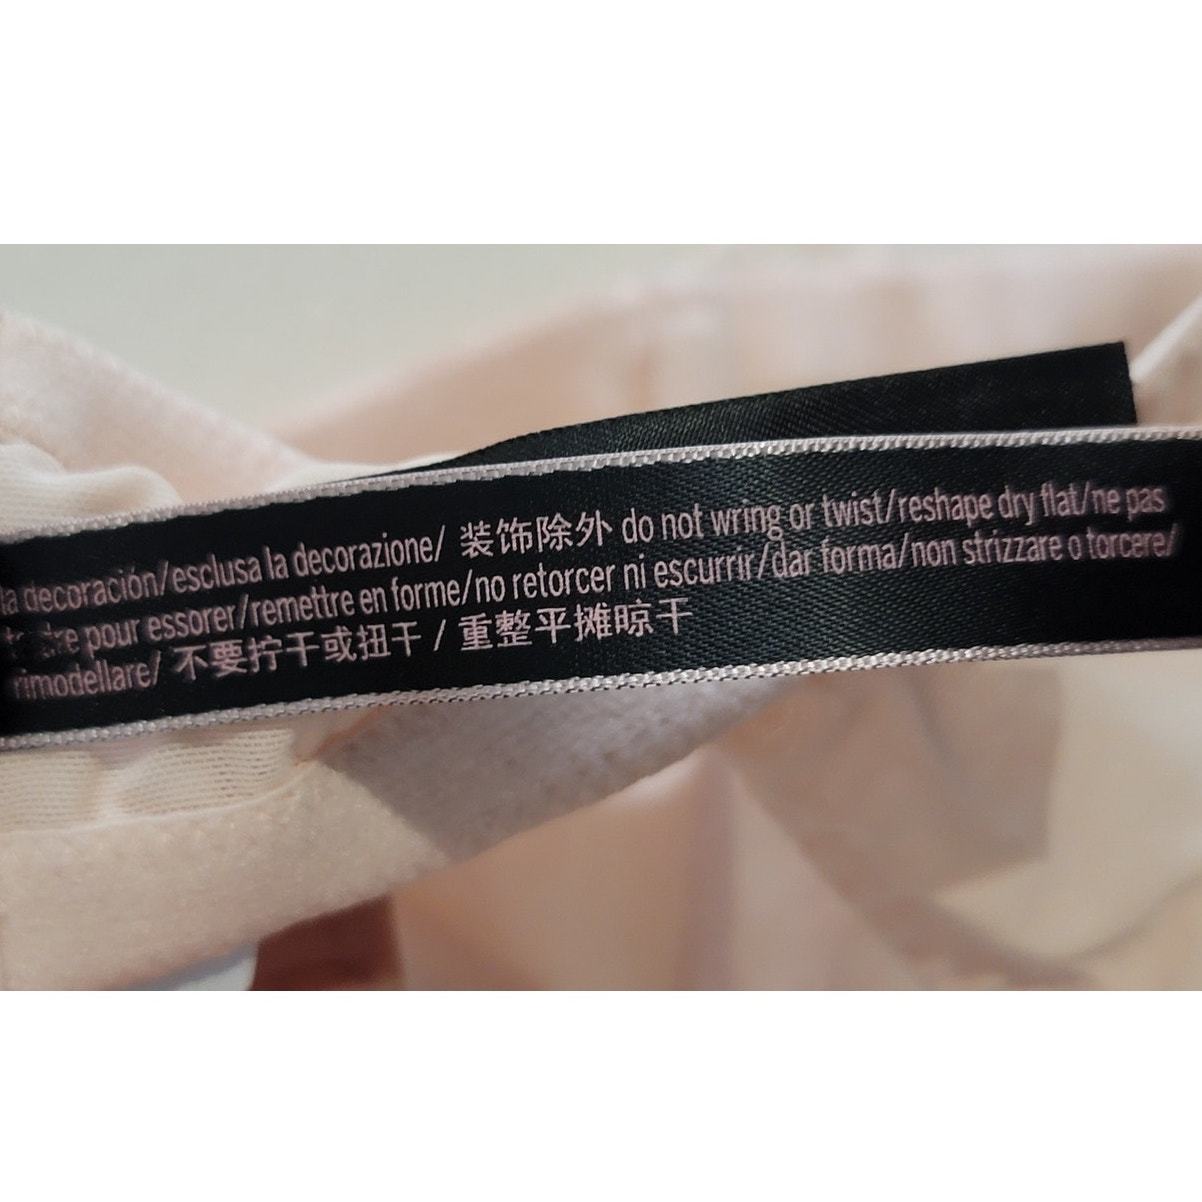 la decoración/esclusa la decorazione/ 装饰除外 do not wring or twist/reshape dry flat/ne pas
pour essorer/remettre en forme/no retorcer ni escurrir/dar forma/non strizzare o torcere/
rimodellare/ 不要拧干或扭干 / 重整平摊晾干